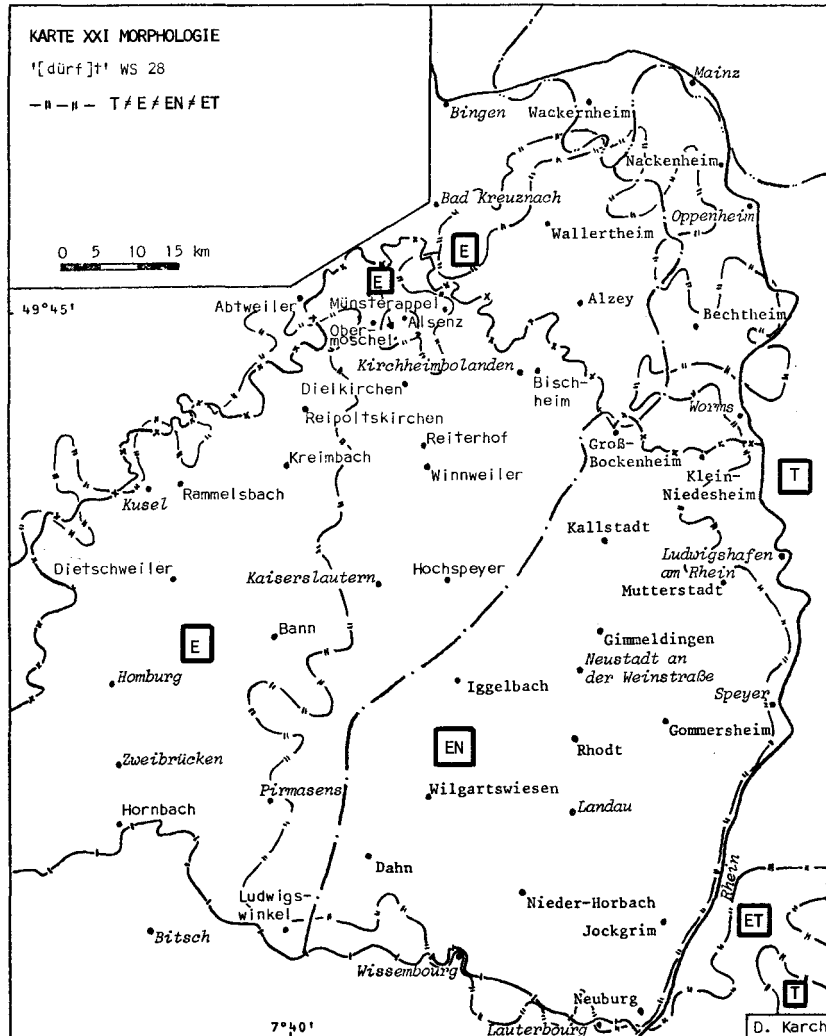 KARTE XXI MORPHOLOGIE
'[dürf]t' WS 28
T ≠ E ≠ EN ≠ ET
Mainz
Bingen
Wackernheim
Nackenheim
Bad Kreuznach
Oppenheim
Wallertheim
E
0 5 10 15 km
E
49°45'
Abtweiler
Münsterappel
Alzey
Ober-
moschel
Alsenz
Bechtheim
Kirchheimbolanden
Dielkirchen
Bisch-
heim
Reipoltskirchen
Worms
Reiterhof
Groß-
Bockenheim
Kreimbach
Winnweiler
Klein-
Niedesheim
T
Kusel
Rammelsbach
Kallstadt
Dietschweiler
Kaiserslautern
Hochspeyer
Ludwigshafen
am Rhein
Mutterstadt
E
Bann
Gimmeldingen
Neustadt an
der Weinstraße
Homburg
Iggelbach
Speyer
Gommersheim
EN
Rhodt
Zweibrücken
Pirmasens
Wilgartswiesen
Landau
Hornbach
Dahn
Rhein
Ludwigs-
winkel
Nieder-Horbach
Jockgrim
ET
Bitsch
Wissembourg
T
Neuburg
7°40'
Lauterbourg
D. Karch